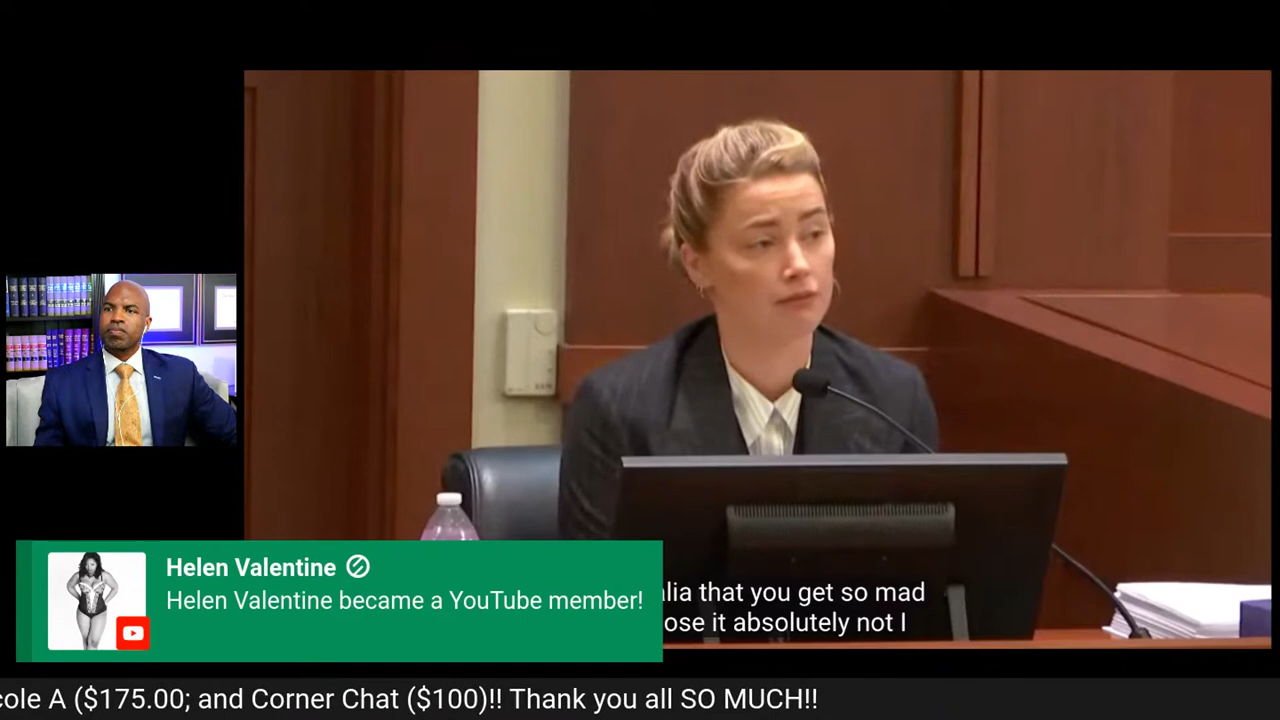 Helen Valentine
Helen Valentine became a YouTube member!
lia that you get so mad
ose it absolutely not I
cole A ($175.00; and Corner Chat ($100)!! Thank you all SO MUCH!!